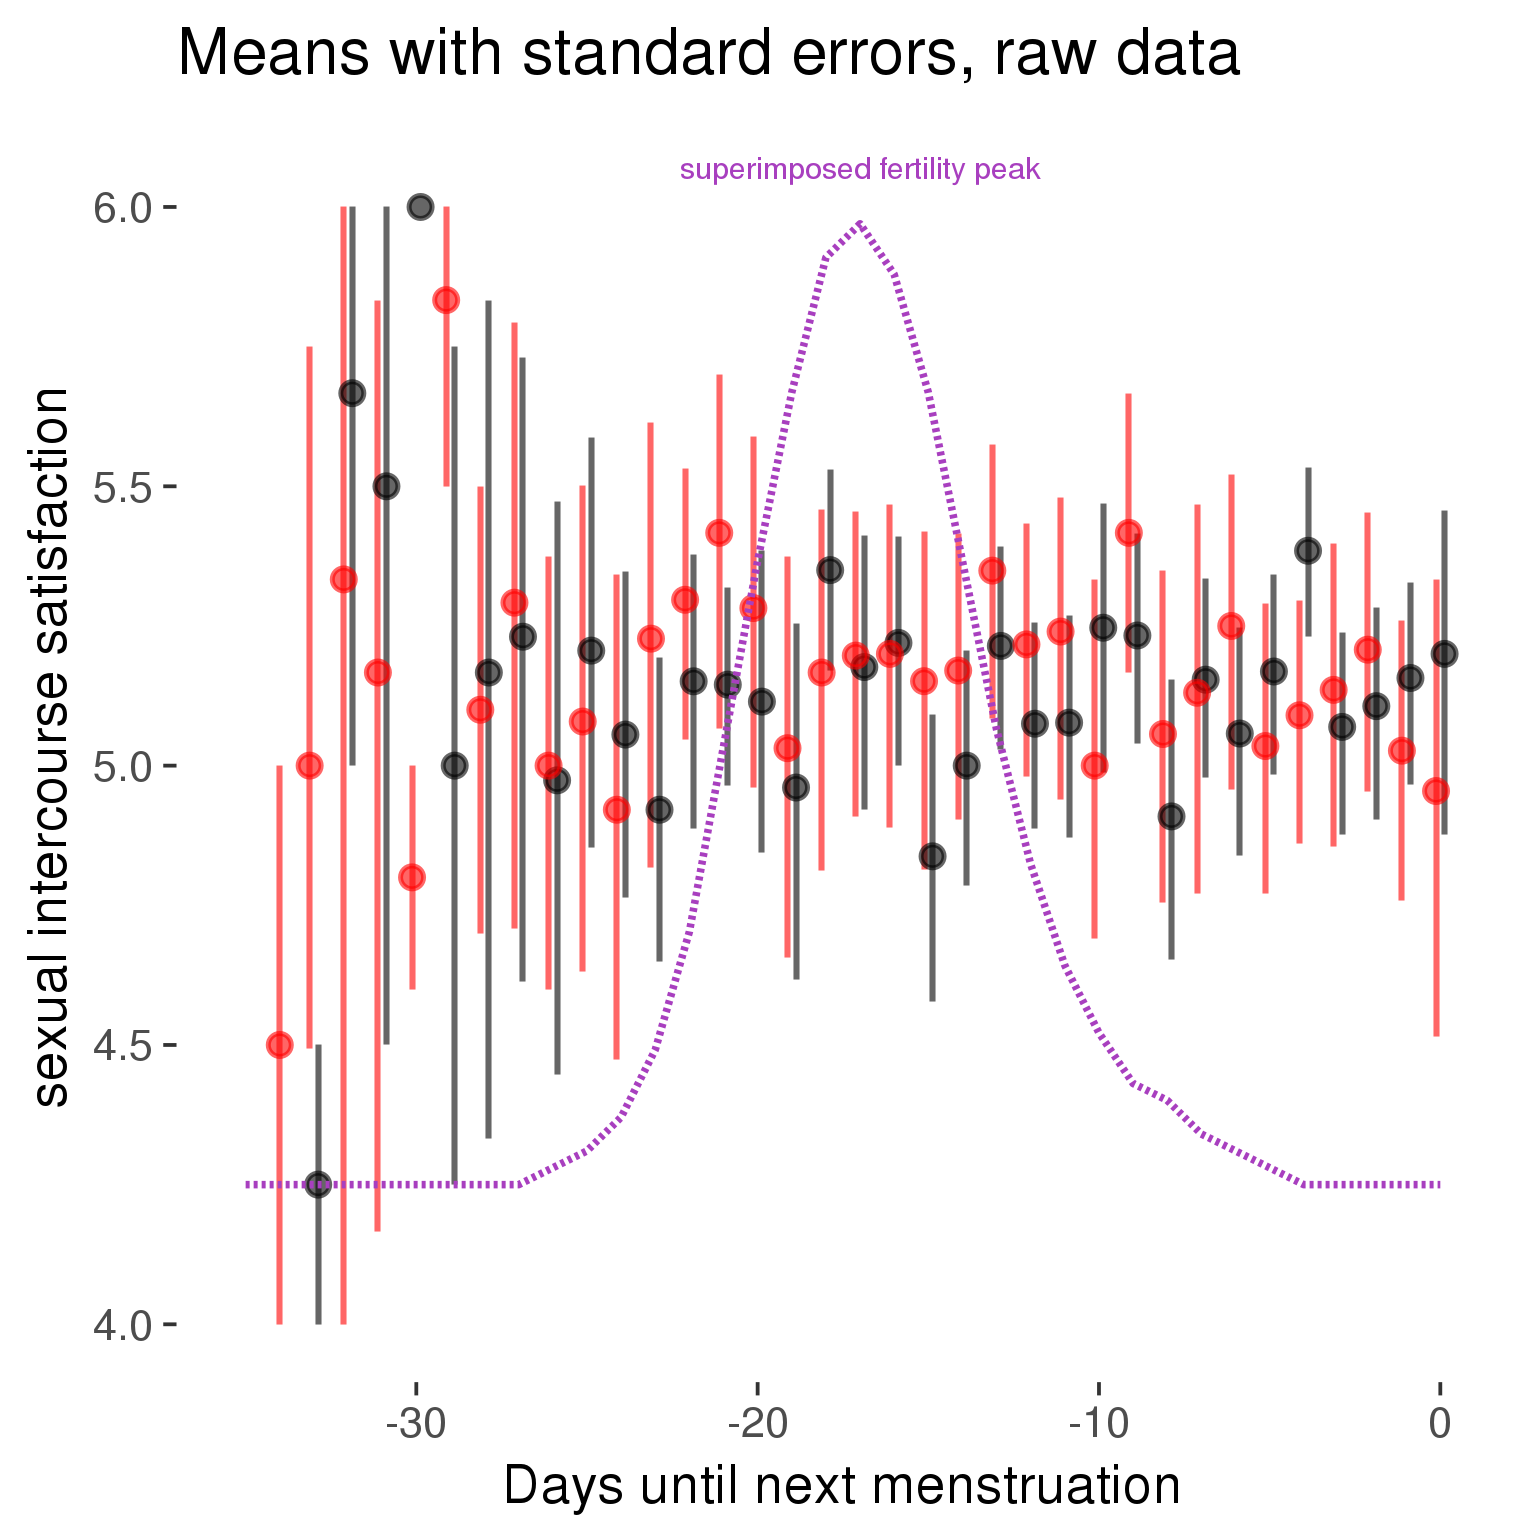 Means with standard errors, raw data
superimposed fertility peak
sexual intercourse satisfaction
6.0
5.5
5.0
4.5
4.0
-30
-20
-10
0
Days until next menstruation